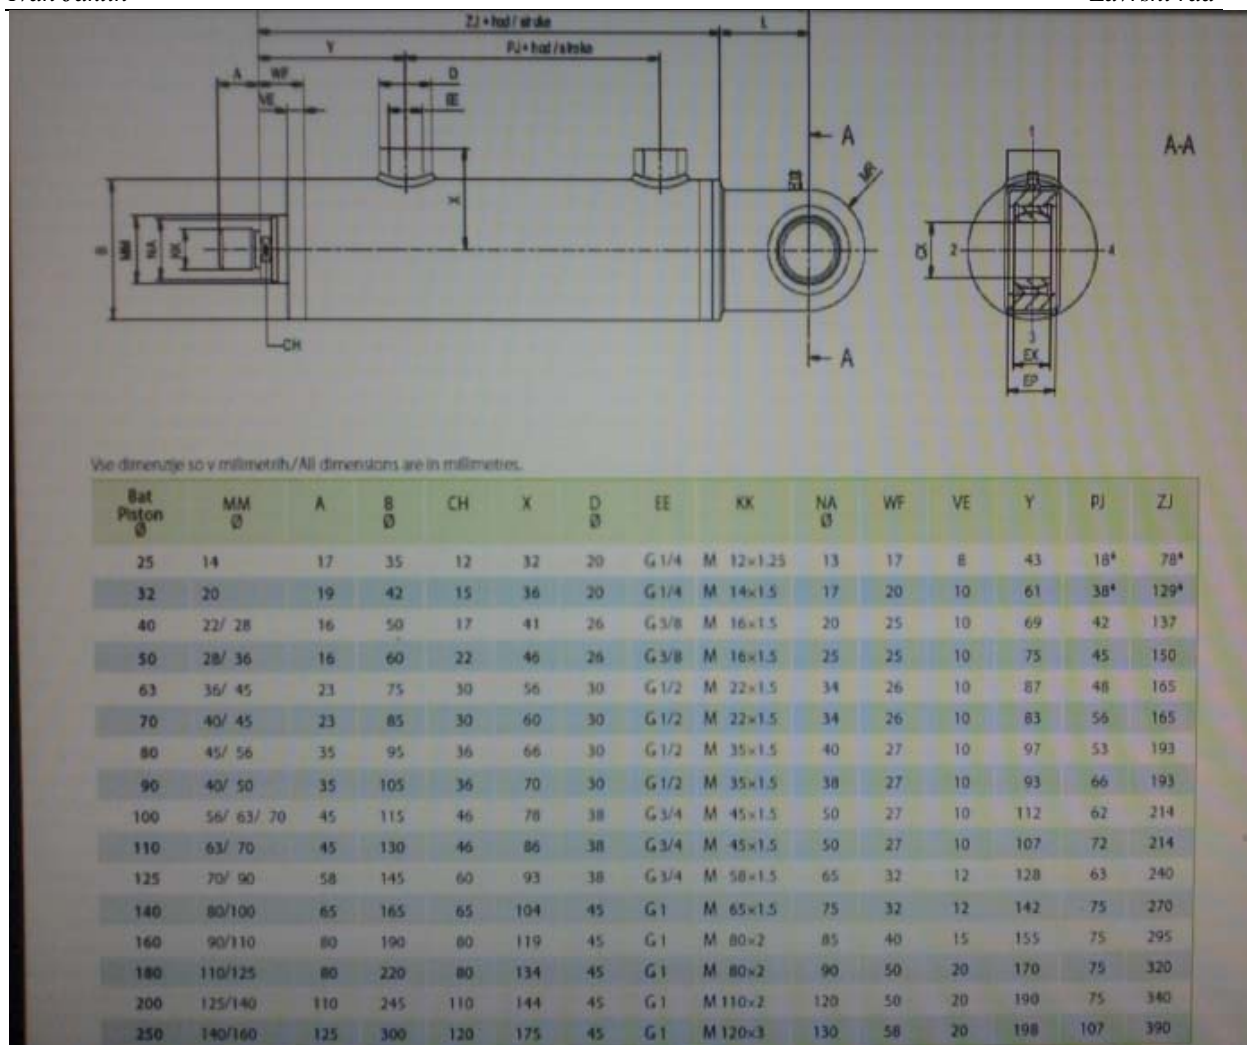 ZJ + hod / stroke
L
Y
PJ + hod / stroke
A
WF
D
VE
EE
A
A-A
MR
X
B
MM
NA
KK
CK
1
2
4
3
CH
A
EX
EP
Vse dimenzije so v milimetrih/All dimensions are in millimetres.
Bat Piston Ø MM Ø A B Ø CH X D Ø EE KK NA Ø WF VE Y PJ ZJ
25 14 17 35 12 32 20 G 1/4 M 12×1.25 13 17 8 43 18* 78*
32 20 19 42 15 36 20 G 1/4 M 14×1.5 17 20 10 61 38* 129*
40 22/ 28 16 50 17 41 26 G 3/8 M 16×1.5 20 25 10 69 42 137
50 28/ 36 16 60 22 46 26 G 3/8 M 16×1.5 25 25 10 75 45 150
63 36/ 45 23 75 30 56 30 G 1/2 M 22×1.5 34 26 10 87 48 165
70 40/ 45 23 85 30 60 30 G 1/2 M 22×1.5 34 26 10 83 56 165
80 45/ 56 35 95 36 66 30 G 1/2 M 35×1.5 40 27 10 97 53 193
90 40/ 50 35 105 36 70 30 G 1/2 M 35×1.5 38 27 10 93 66 193
100 56/ 63/ 70 45 115 46 78 38 G 3/4 M 45×1.5 50 27 10 112 62 214
110 63/ 70 45 130 46 86 38 G 3/4 M 45×1.5 50 27 10 107 72 214
125 70/ 90 58 145 60 93 38 G 3/4 M 58×1.5 65 32 12 128 63 240
140 80/100 65 165 65 104 45 G 1 M 65×1.5 75 32 12 142 75 270
160 90/110 80 190 80 119 45 G 1 M 80×2 85 40 15 155 75 295
180 110/125 80 220 80 134 45 G 1 M 80×2 90 50 20 170 75 320
200 125/140 110 245 110 144 45 G 1 M 110×2 120 50 20 190 75 340
250 140/160 125 300 120 175 45 G 1 M 120×3 130 58 20 198 107 390